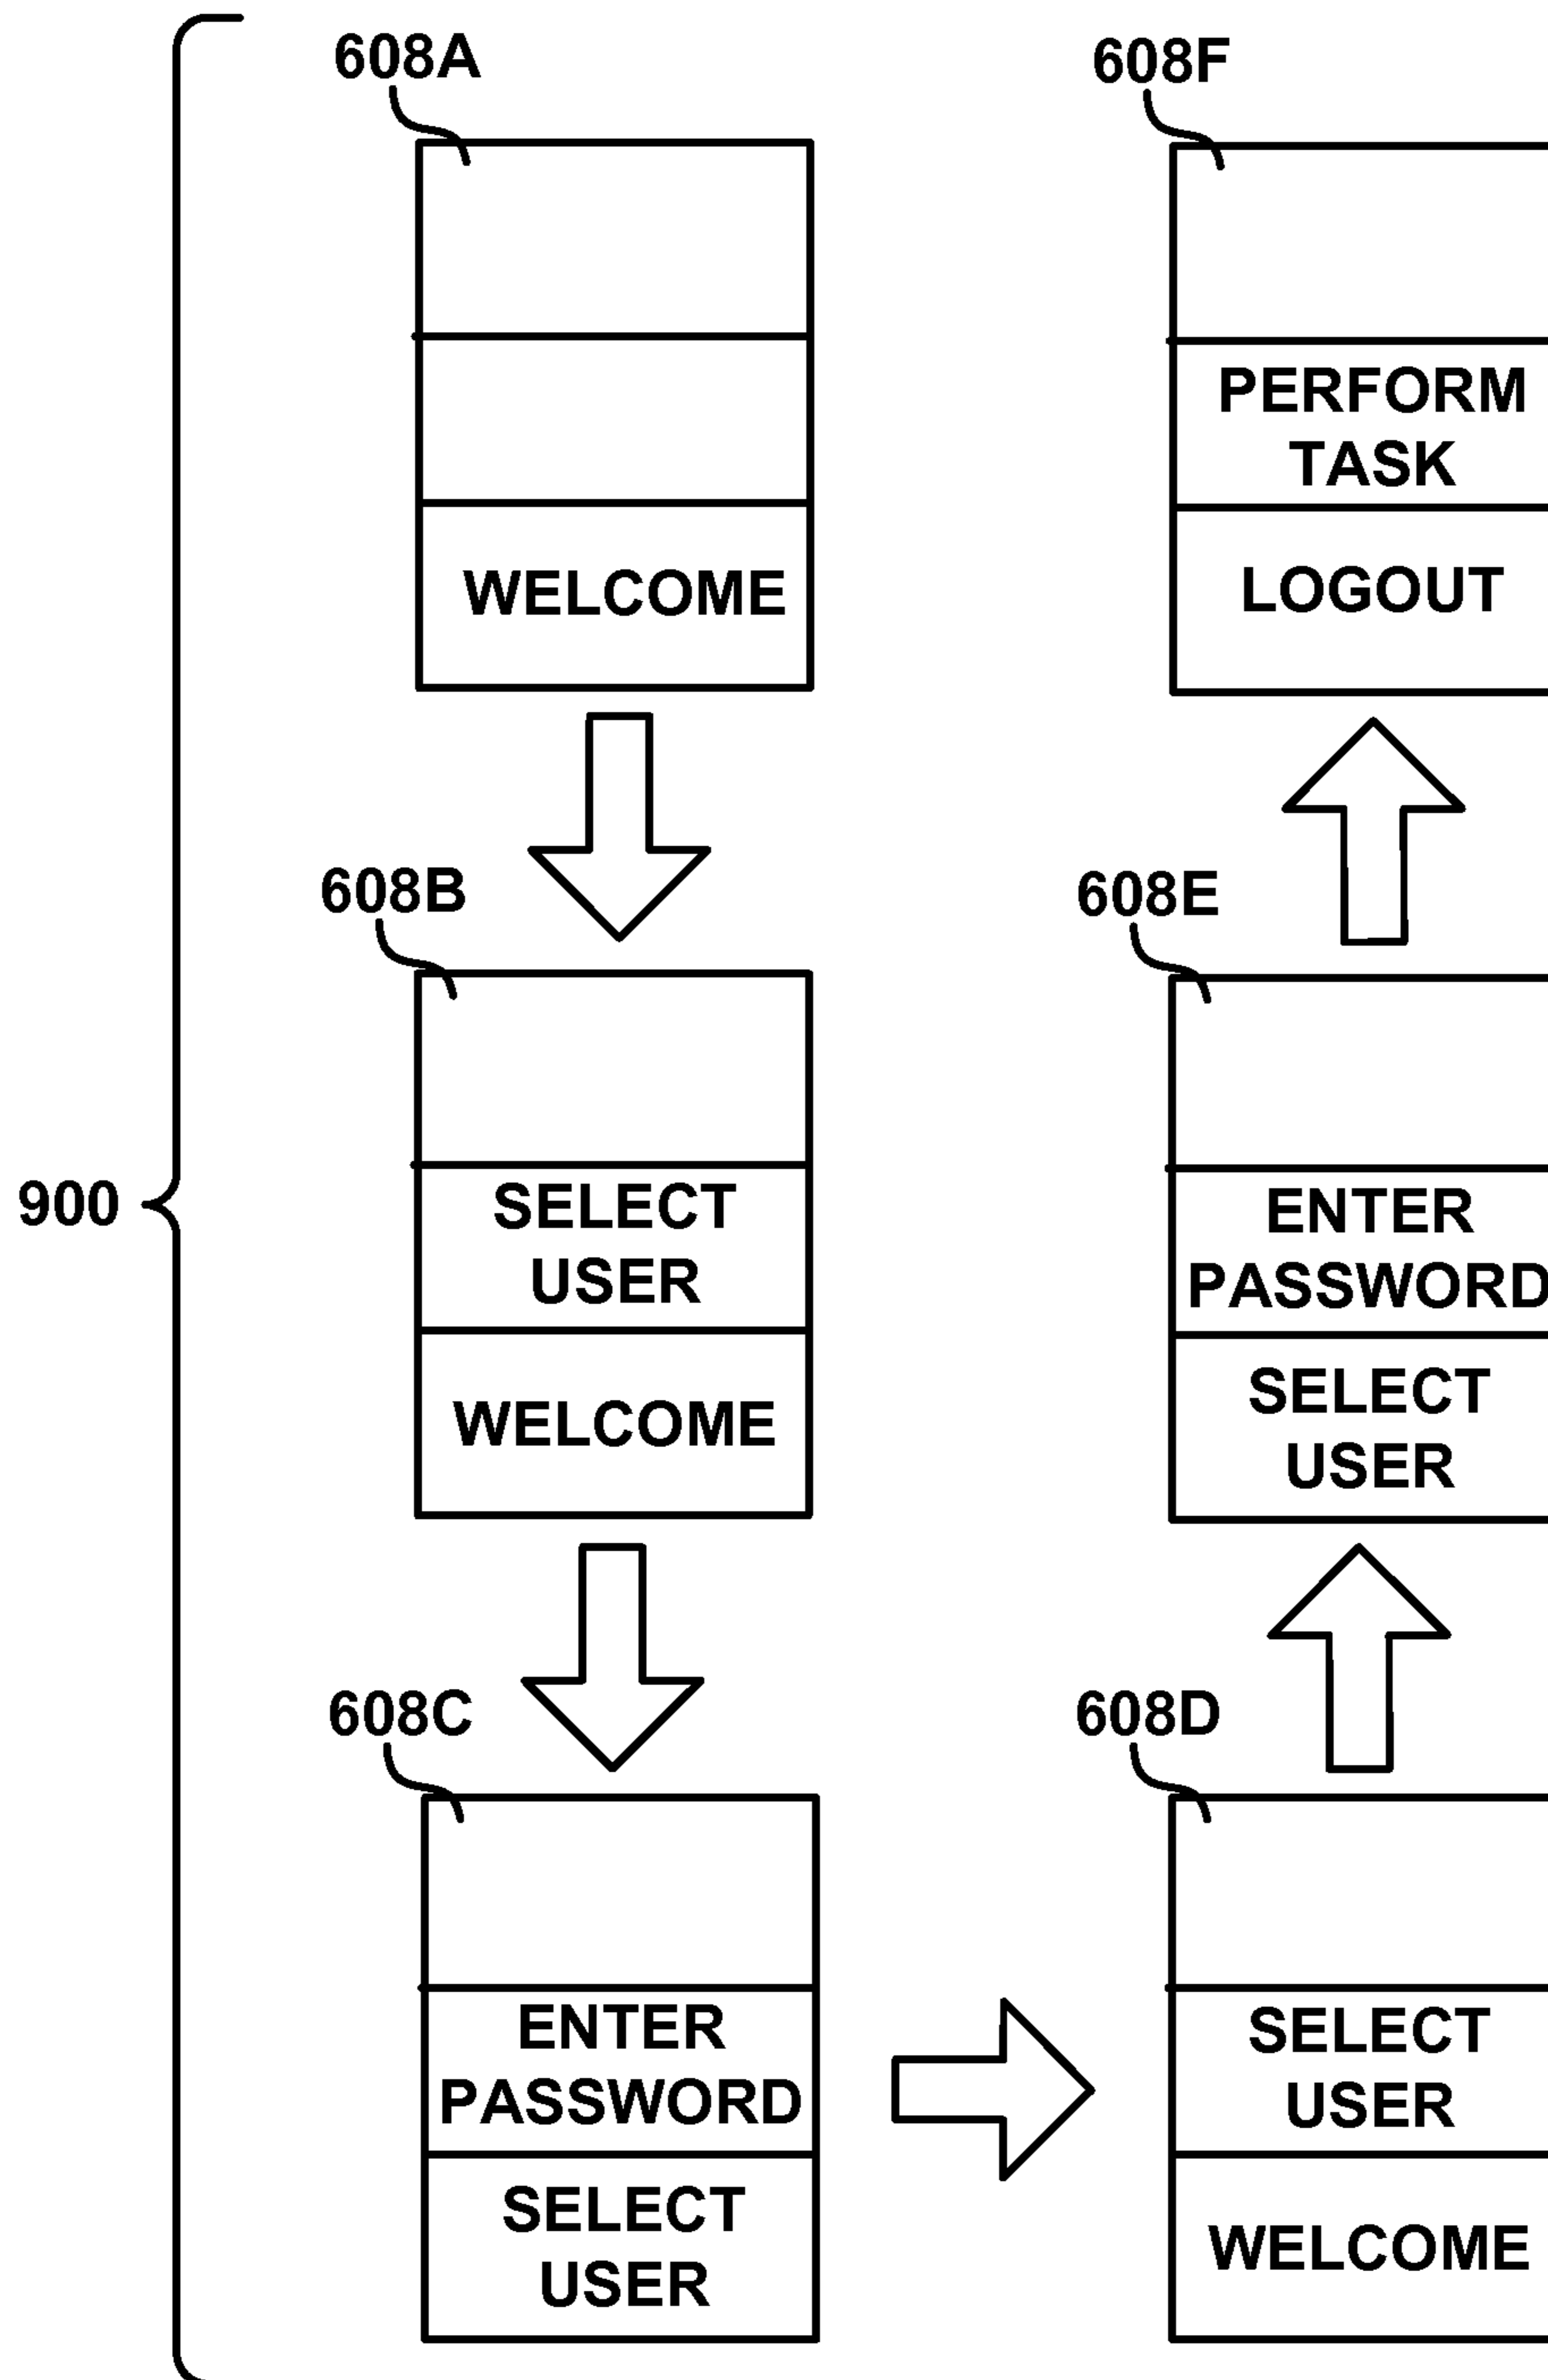 608A
WELCOME
608B
SELECT
USER
WELCOME
900
608C
ENTER
PASSWORD
SELECT
USER
608D
SELECT
USER
WELCOME
608E
ENTER
PASSWORD
SELECT
USER
608F
PERFORM
TASK
LOGOUT